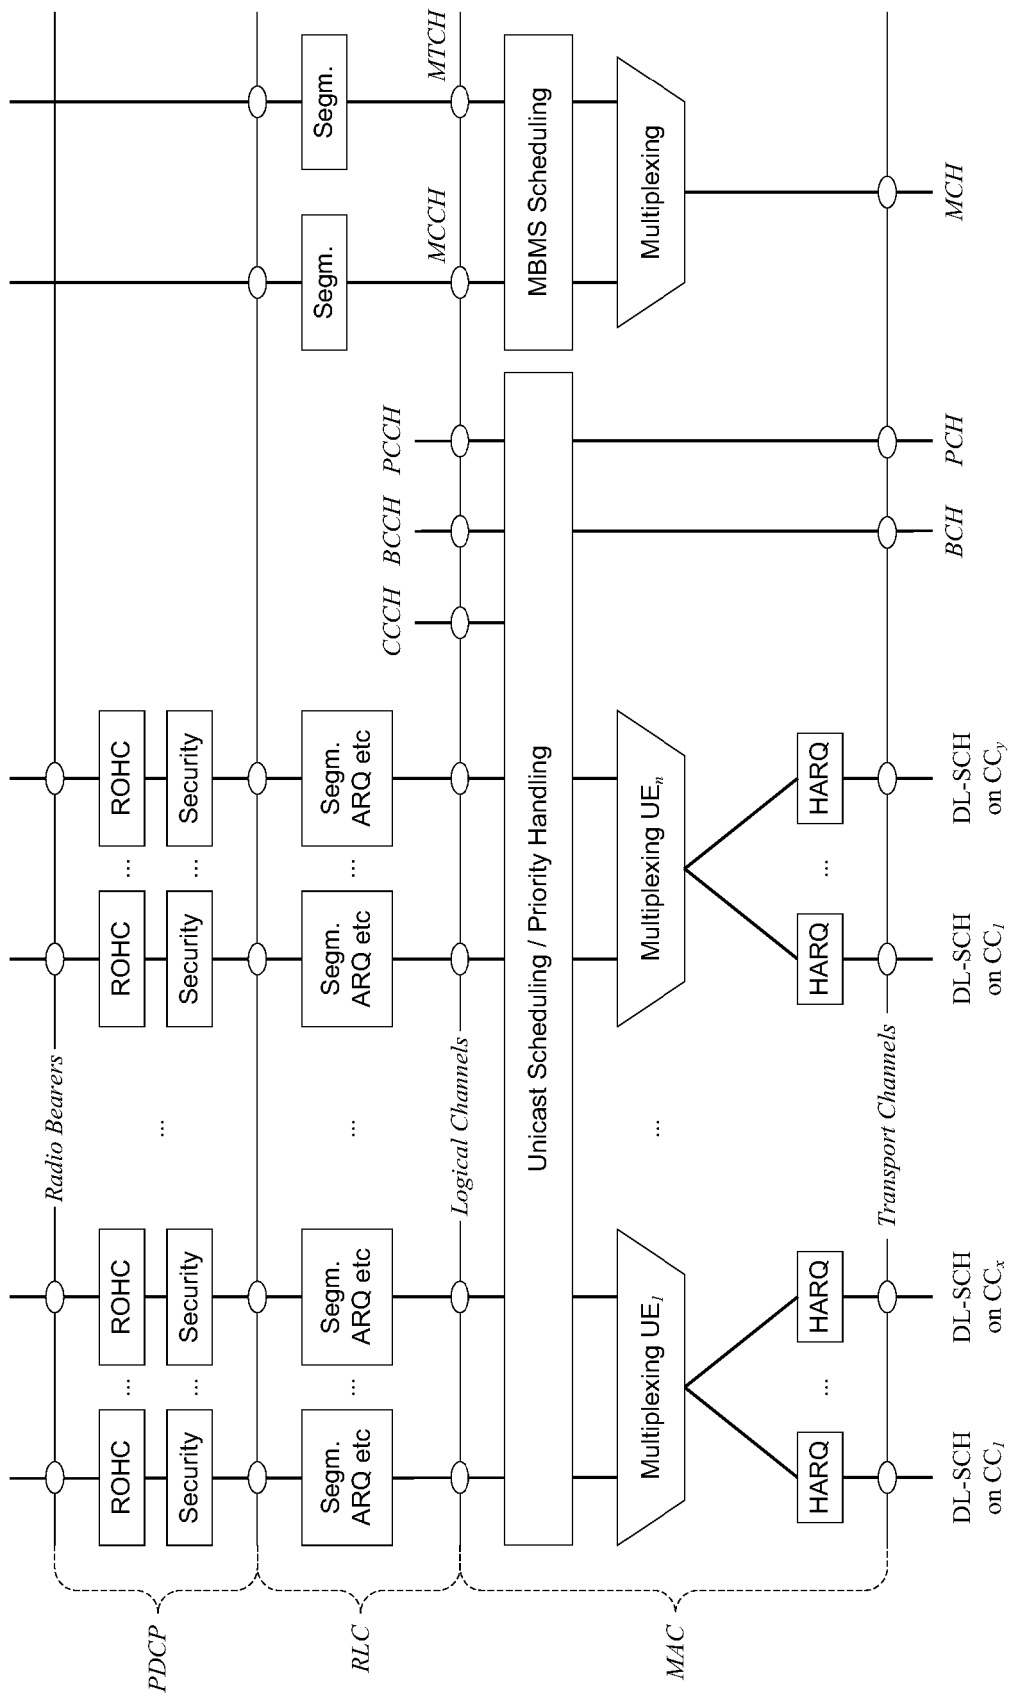 Radio Bearers
PDCP
ROHC
...
ROHC
ROHC
...
ROHC
...
Security
...
Security
Security
...
Security
RLC
Segm.
ARQ etc
...
Segm.
ARQ etc
...
Segm.
ARQ etc
...
Segm.
ARQ etc
Segm.
Segm.
CCCH
BCCH
PCCH
MCCH
MTCH
Logical Channels
Unicast Scheduling / Priority Handling
MBMS Scheduling
MAC
Multiplexing UE1
...
Multiplexing UEn
Multiplexing
HARQ
...
HARQ
HARQ
...
HARQ
Transport Channels
DL-SCH
on CC1
DL-SCH
on CCx
DL-SCH
on CC1
DL-SCH
on CCy
BCH
PCH
MCH